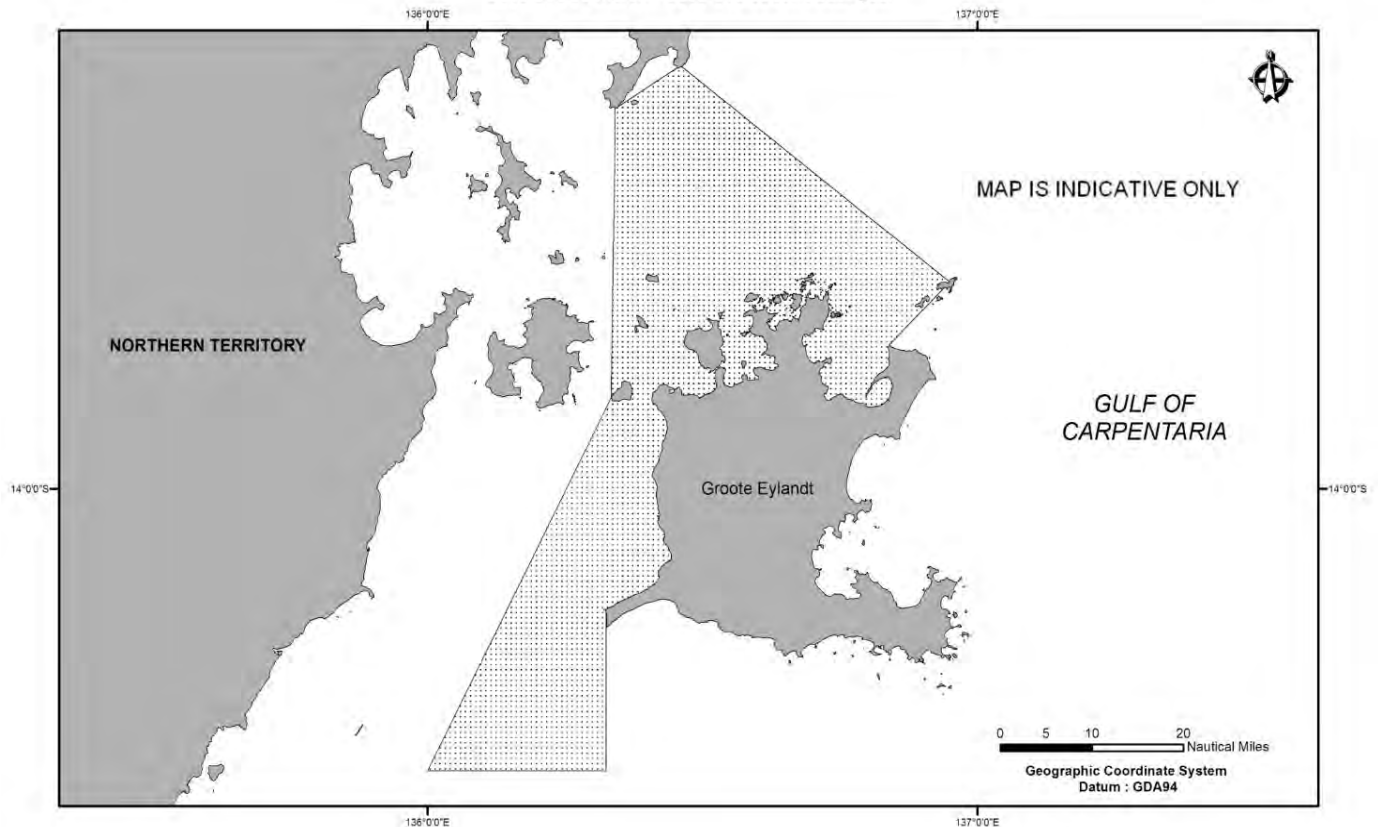 136°0'0"E
137°0'0"E
MAP IS INDICATIVE ONLY
NORTHERN TERRITORY
GULF OF
CARPENTARIA
14°0'0"S
Groote Eylandt
14°0'0"S
0 5 10 20
Nautical Miles
Geographic Coordinate System
Datum : GDA94
136°0'0"E
137°0'0"E